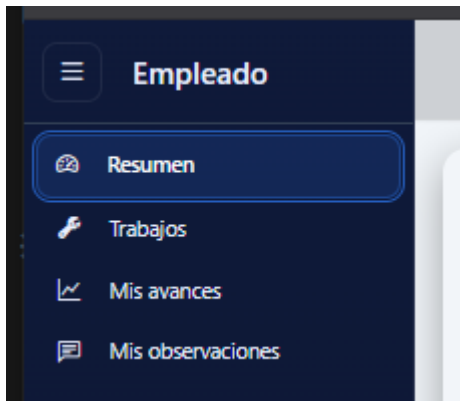 Empleado
Resumen
Trabajos
Mis avances
Mis observaciones